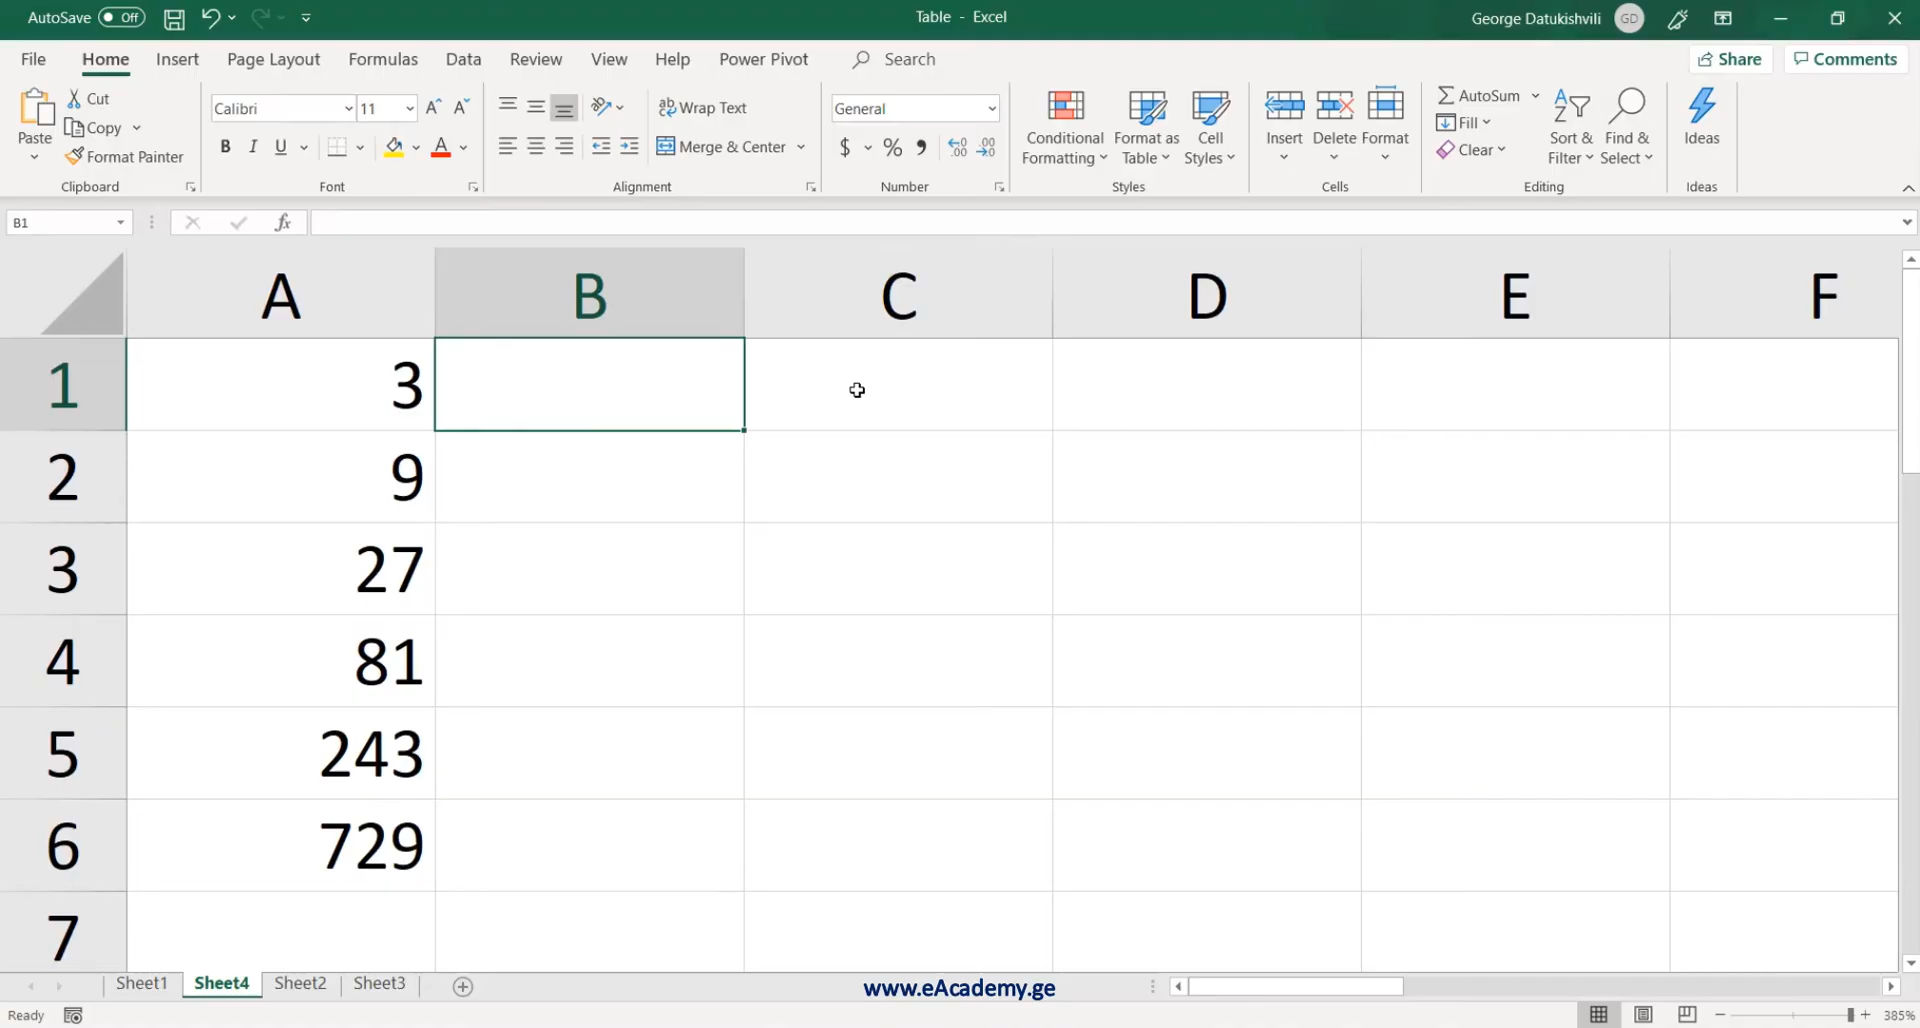 AutoSave Off Table - Excel George Datukishvili GD
File Home Insert Page Layout Formulas Data Review View Help Power Pivot Search Share Comments
Paste
Cut
Copy
Format Painter
Clipboard
Calibri 11
B I U
Font
Wrap Text
Merge & Center
Alignment
General
$ % 9
Number
Conditional Formatting
Format as Table
Cell Styles
Styles
Insert Delete Format
Cells
AutoSum
Fill
Clear
Sort & Filter
Find & Select
Editing
Ideas
Ideas
B1 fx
A B C D E F
1 3
2 9
3 27
4 81
5 243
6 729
7
Sheet1 Sheet4 Sheet2 Sheet3 www.eAcademy.ge
Ready 385%